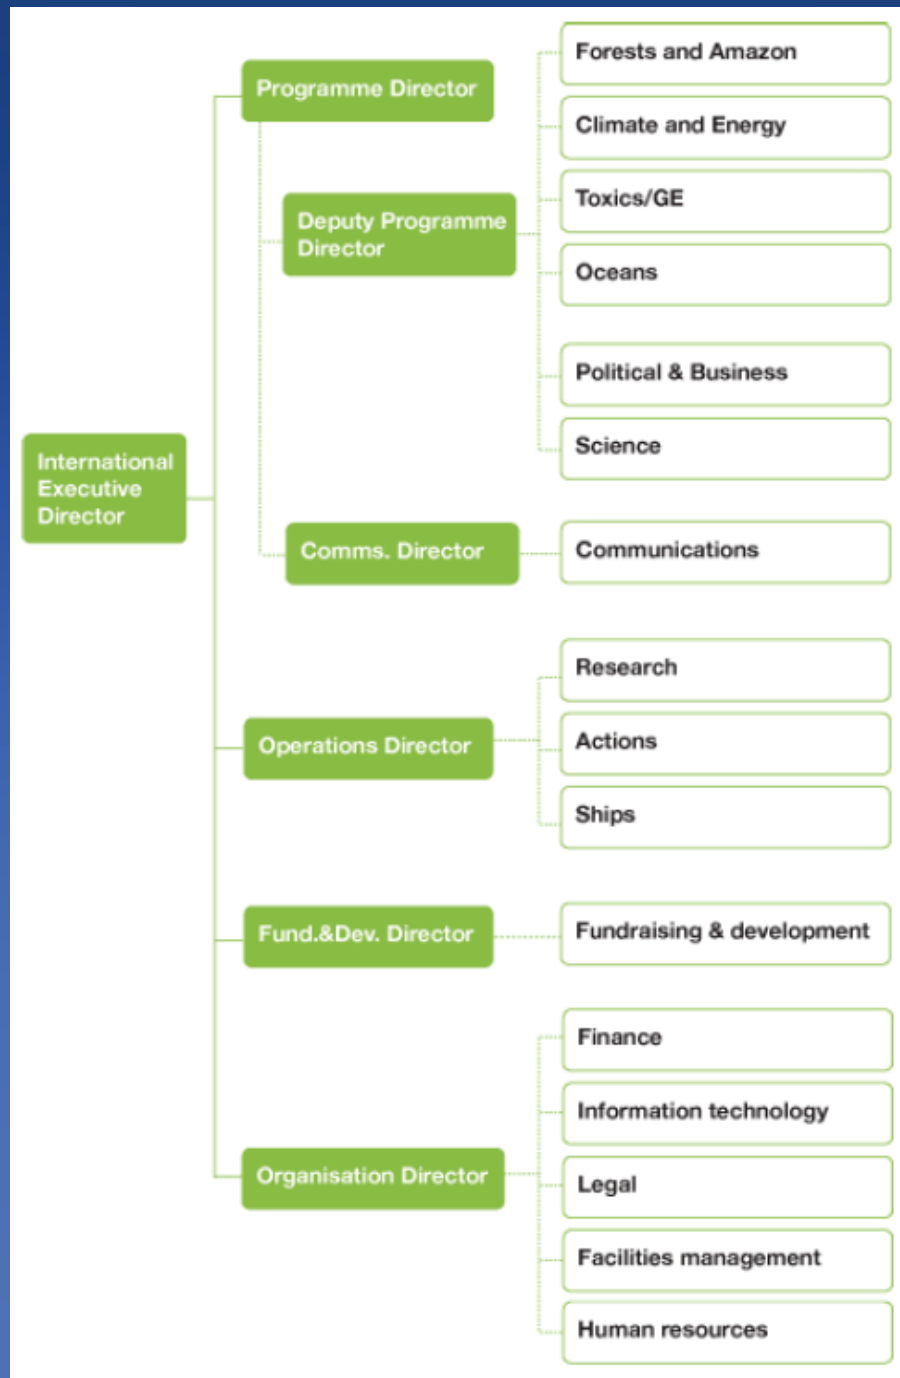 Programme Director
Forests and Amazon
Climate and Energy
Deputy Programme
Director
Toxics/GE
Oceans
Political & Business
Science
International
Executive
Director
Comms. Director
Communications
Operations Director
Research
Actions
Ships
Fund.&Dev. Director
Fundraising & development
Organisation Director
Finance
Information technology
Legal
Facilities management
Human resources